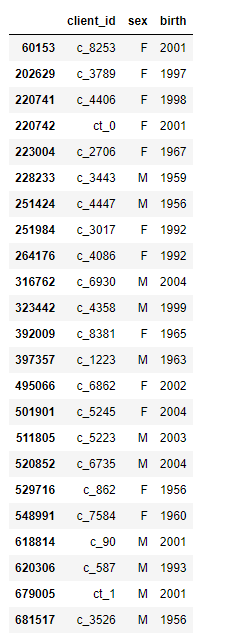 client_id sex birth
60153 c_8253 F 2001
202629 c_3789 F 1997
220741 c_4406 F 1998
220742 ct_0 F 2001
223004 c_2706 F 1967
228233 c_3443 M 1959
251424 c_4447 M 1956
251984 c_3017 F 1992
264176 c_4086 F 1992
316762 c_6930 M 2004
323442 c_4358 M 1999
392009 c_8381 F 1965
397357 c_1223 M 1963
495066 c_6862 F 2002
501901 c_5245 F 2004
511805 c_5223 M 2003
520852 c_6735 M 2004
529716 c_862 F 1956
548991 c_7584 F 1960
618814 c_90 M 2001
620306 c_587 M 1993
679005 ct_1 M 2001
681517 c_3526 M 1956